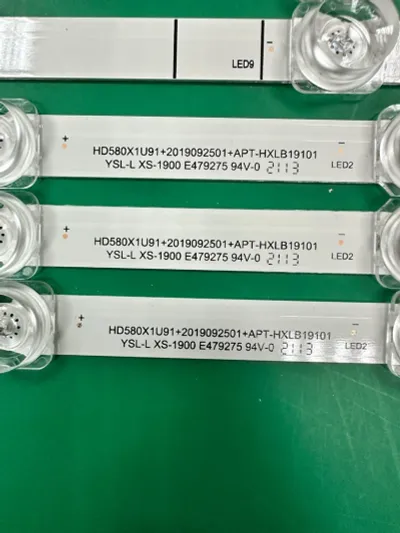 -
LED9
+ -
HD580X1U91+2019092501+APT-HXLB19101
YSL-L XS-1900 E479275 94V-0 2113
LED2
+ -
HD580X1U91+2019092501+APT-HXLB19101
YSL-L XS-1900 E479275 94V-0 2113
LED2
+ -
HD580X1U91+2019092501+APT-HXLB19101
YSL-L XS-1900 E479275 94V-0 2113
LED2